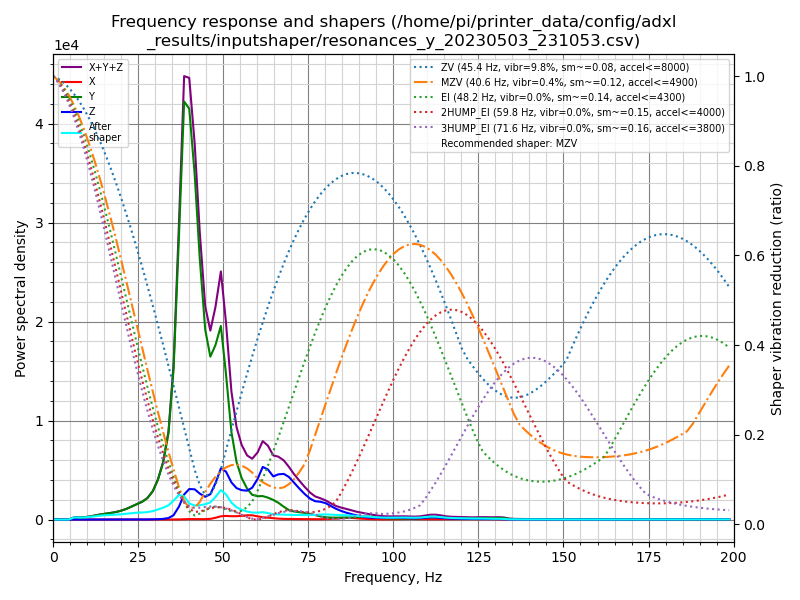 Frequency response and shapers (/home/pi/printer_data/config/adxl
_results/inputshaper/resonances_y_20230503_231053.csv)
1e4
X+Y+Z
X
Y
Z
After
shaper
ZV (45.4 Hz, vibr=9.8%, sm~=0.08, accel<=8000)
MZV (40.6 Hz, vibr=0.4%, sm~=0.12, accel<=4900)
EI (48.2 Hz, vibr=0.0%, sm~=0.14, accel<=4300)
2HUMP_EI (59.8 Hz, vibr=0.0%, sm~=0.15, accel<=4000)
3HUMP_EI (71.6 Hz, vibr=0.0%, sm~=0.16, accel<=3800)
Recommended shaper: MZV
Power spectral density
4
3
2
1
0
1.0
0.8
0.6
0.4
0.2
0.0
Shaper vibration reduction (ratio)
0 25 50 75 100 125 150 175 200
Frequency, Hz